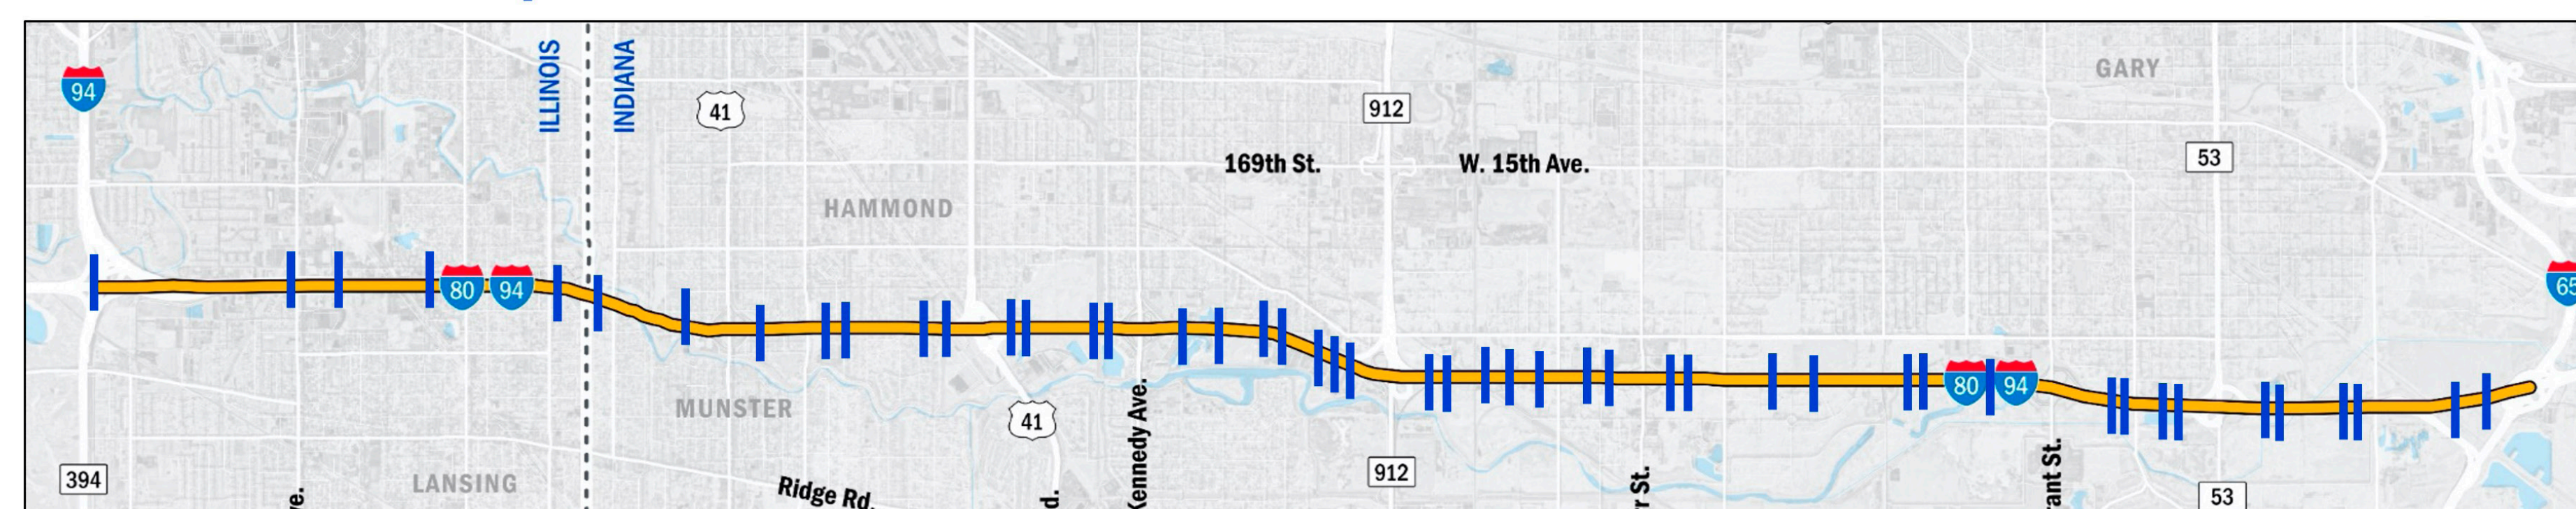 94
ILLINOIS
INDIANA
41
912
GARY
53
169th St.
W. 15th Ave.
HAMMOND
80
94
65
80
94
MUNSTER
41
Kennedy Ave.
394
LANSING
Ridge Rd.
912
53